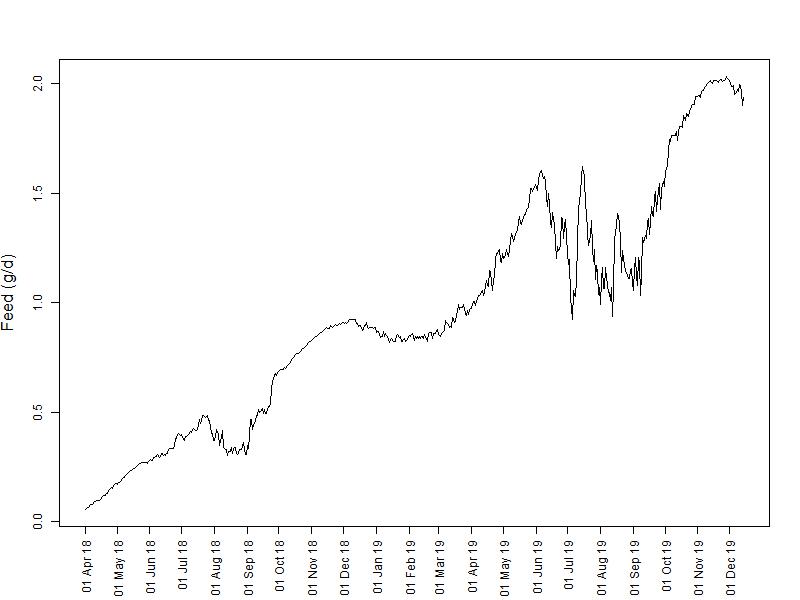 2.0
1.5
1.0
0.5
0.0
Feed (g/d)
01 Apr 18
01 May 18
01 Jun 18
01 Jul 18
01 Aug 18
01 Sep 18
01 Oct 18
01 Nov 18
01 Dec 18
01 Jan 19
01 Feb 19
01 Mar 19
01 Apr 19
01 May 19
01 Jun 19
01 Jul 19
01 Aug 19
01 Sep 19
01 Oct 19
01 Nov 19
01 Dec 19